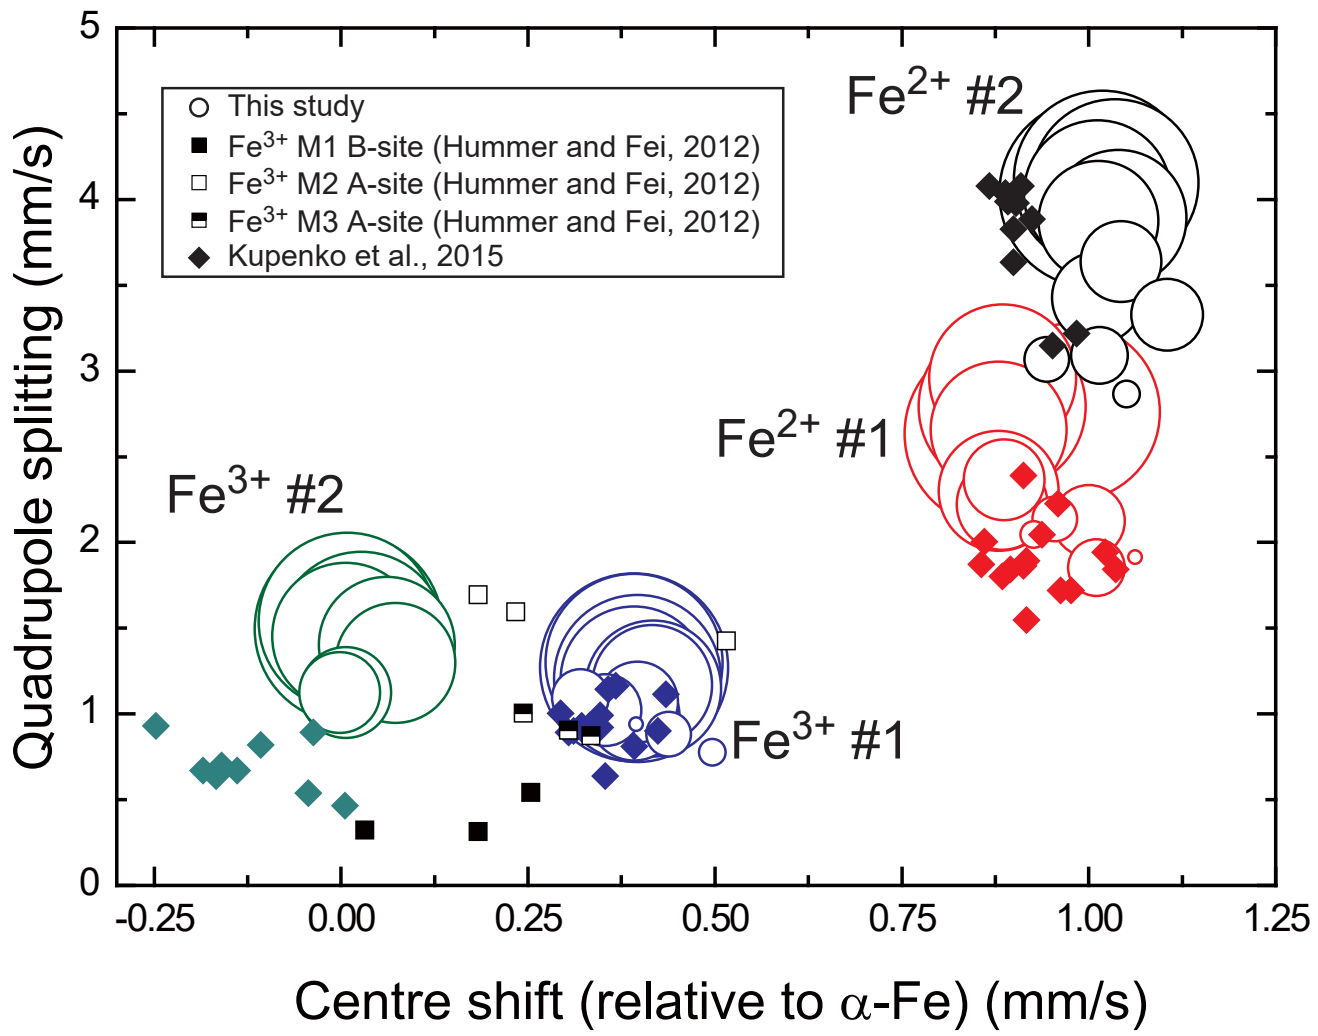 5
4
3
2
1
0
Quadrupole splitting (mm/s)
This study
Fe³⁺ M1 B-site (Hummer and Fei, 2012)
Fe³⁺ M2 A-site (Hummer and Fei, 2012)
Fe³⁺ M3 A-site (Hummer and Fei, 2012)
Kupenko et al., 2015
Fe²⁺ #2
Fe²⁺ #1
Fe³⁺ #2
Fe³⁺ #1
-0.25 0.00 0.25 0.50 0.75 1.00 1.25
Centre shift (relative to α-Fe) (mm/s)